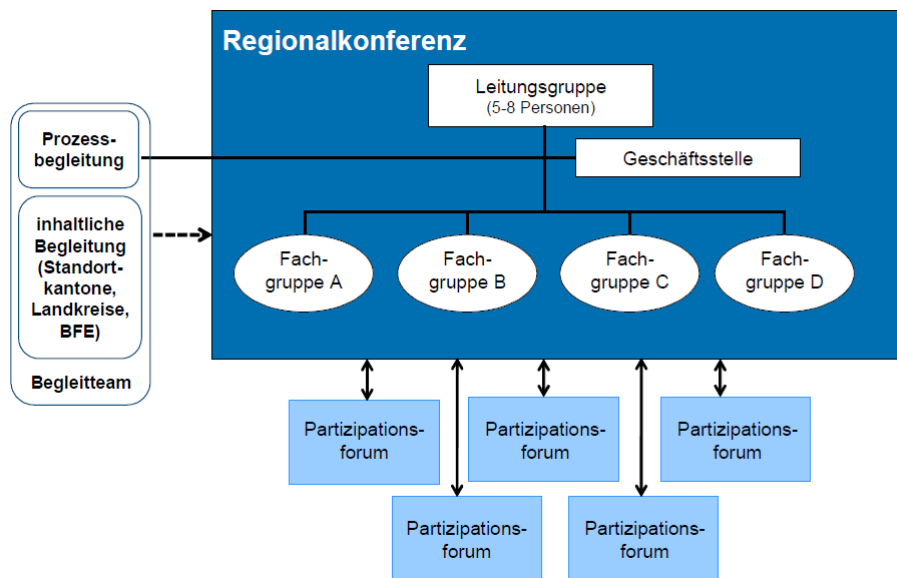 Regionalkonferenz
Leitungsgruppe
(5-8 Personen)
Prozess-
begleitung
Geschäftsstelle
inhaltliche
Begleitung
(Standort-
kantone,
Landkreise,
BFE)
Begleitteam
Fach-
gruppe A
Fach-
gruppe B
Fach-
gruppe C
Fach-
gruppe D
Partizipations-
forum
Partizipations-
forum
Partizipations-
forum
Partizipations-
forum
Partizipations-
forum